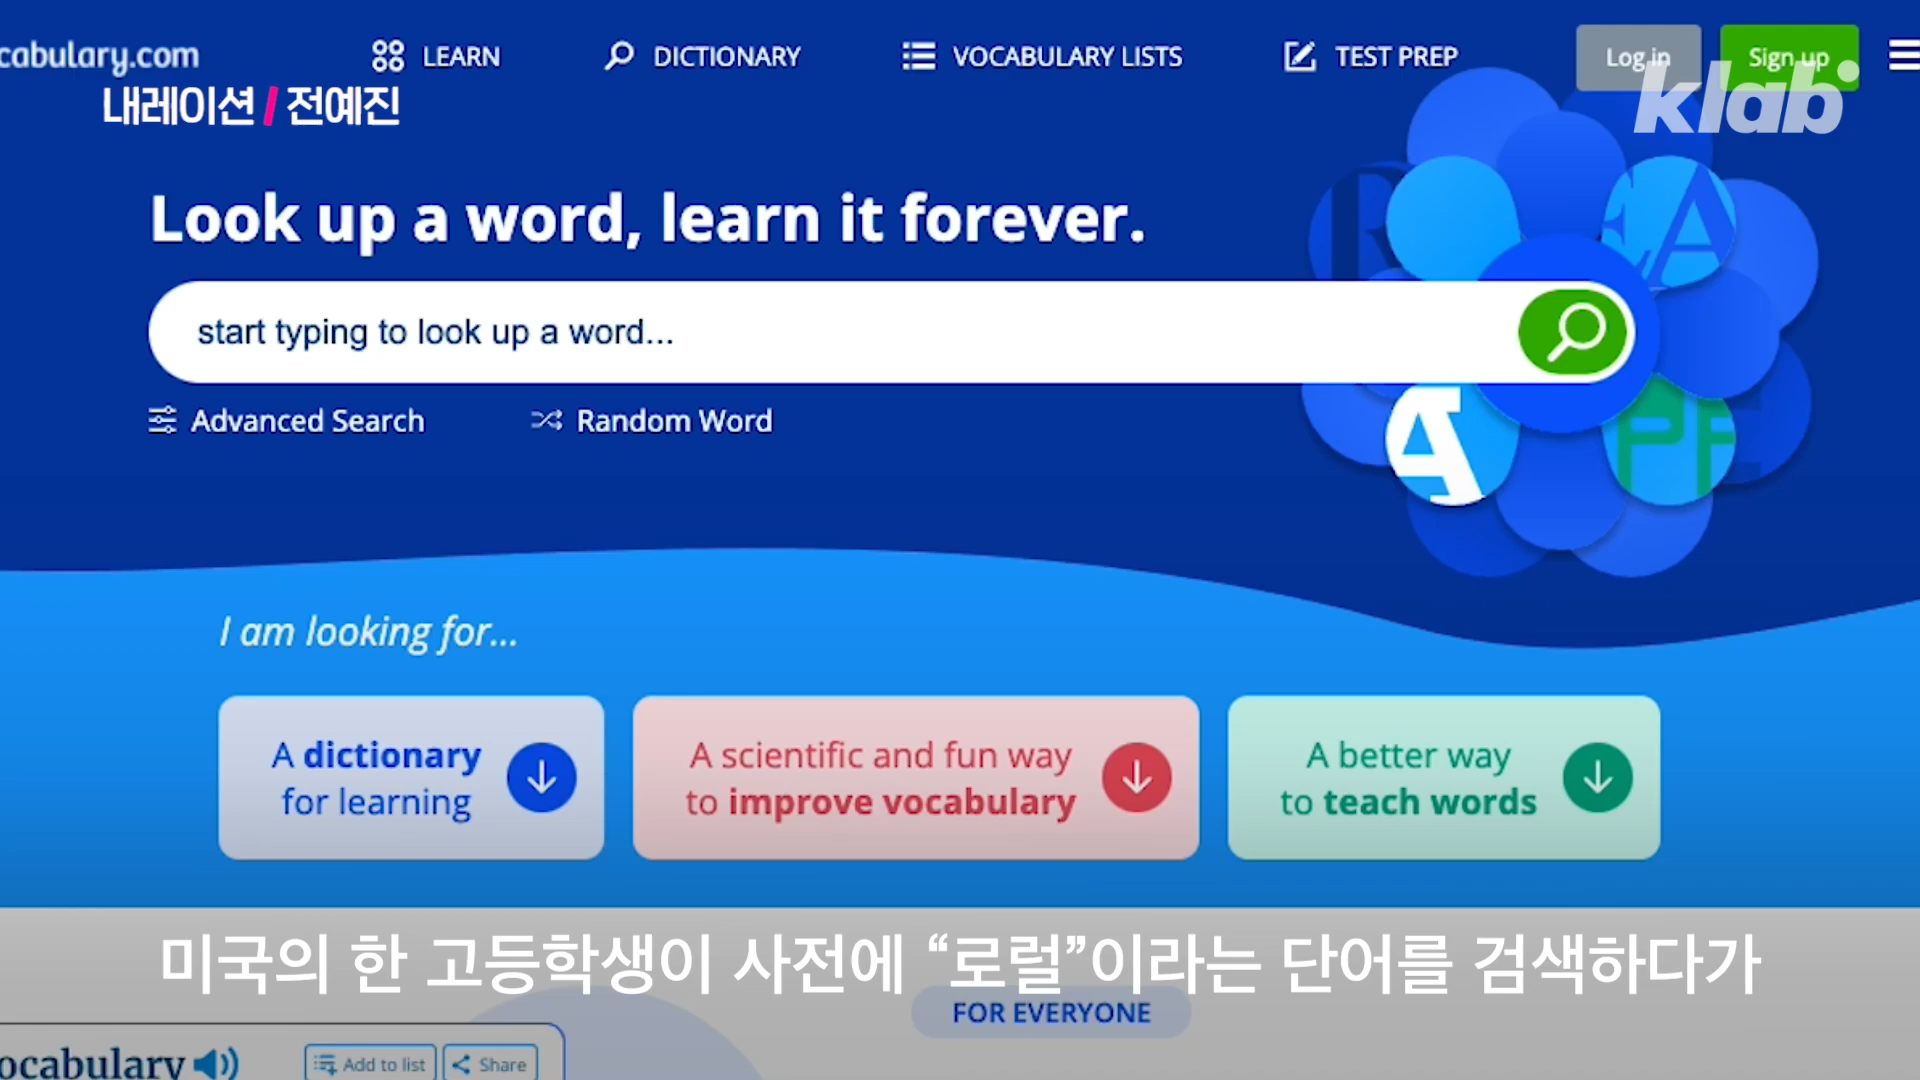 cabulary.com
LEARN
DICTIONARY
VOCABULARY LISTS
TEST PREP
Log in
Sign up
klab
내레이션 / 전예진
Look up a word, learn it forever.
start typing to look up a word...
Advanced Search
Random Word
I am looking for...
A dictionary
for learning
A scientific and fun way
to improve vocabulary
A better way
to teach words
미국의 한 고등학생이 사전에 “로럴”이라는 단어를 검색하다가
FOR EVERYONE
ocabulary
Add to list
Share